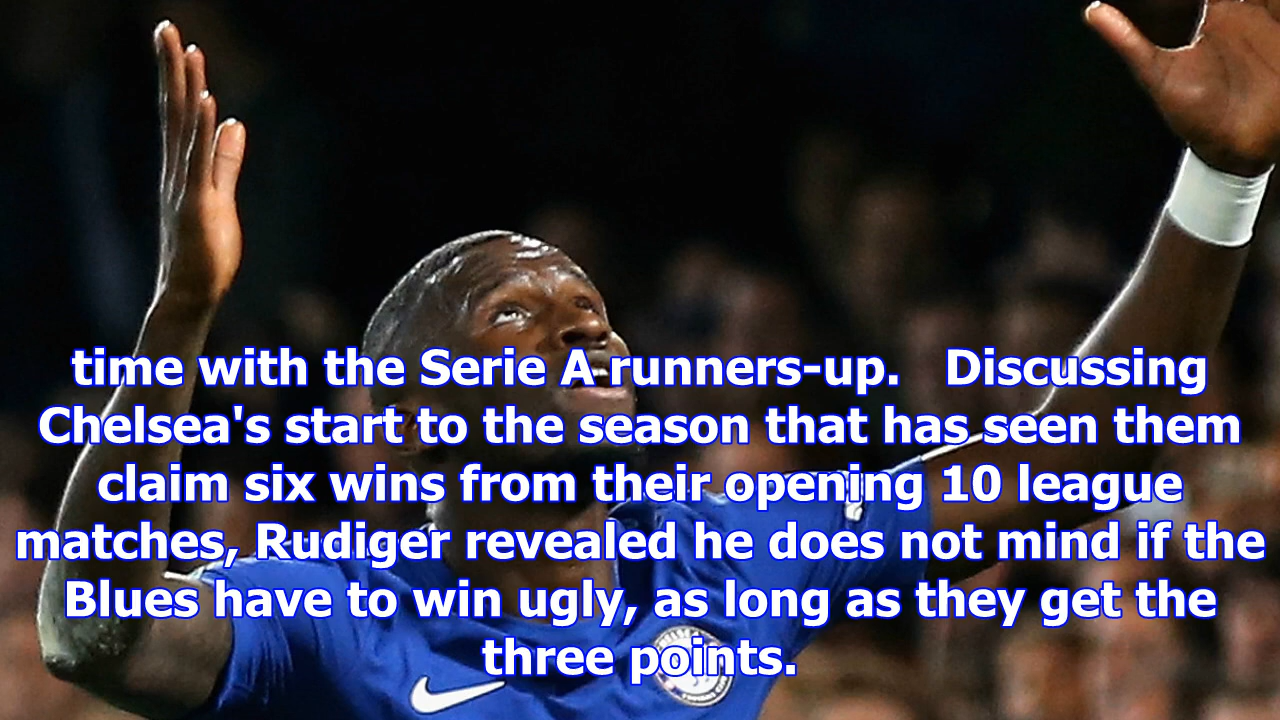 time with the Serie A runners-up.   Discussing
Chelsea's start to the season that has seen them
claim six wins from their opening 10 league
matches, Rudiger revealed he does not mind if the
Blues have to win ugly, as long as they get the
three points.